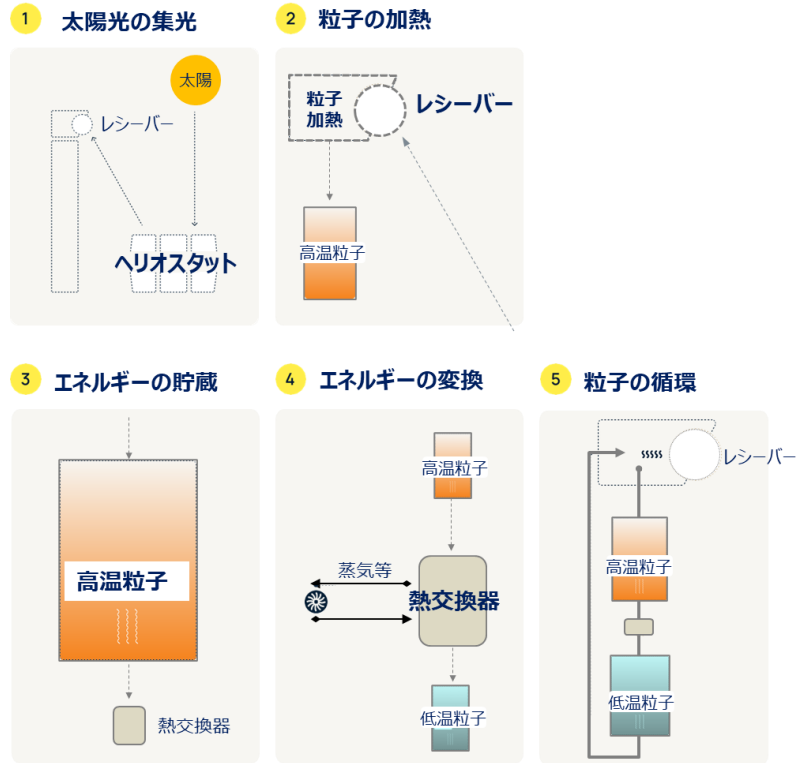 1 太陽光の集光
太陽
レシーバー
ヘリオスタット
2 粒子の加熱
粒子
加熱
レシーバー
高温粒子
3 エネルギーの貯蔵
高温粒子
熱交換器
4 エネルギーの変換
高温粒子
蒸気等
熱交換器
低温粒子
5 粒子の循環
レシーバー
高温粒子
低温粒子